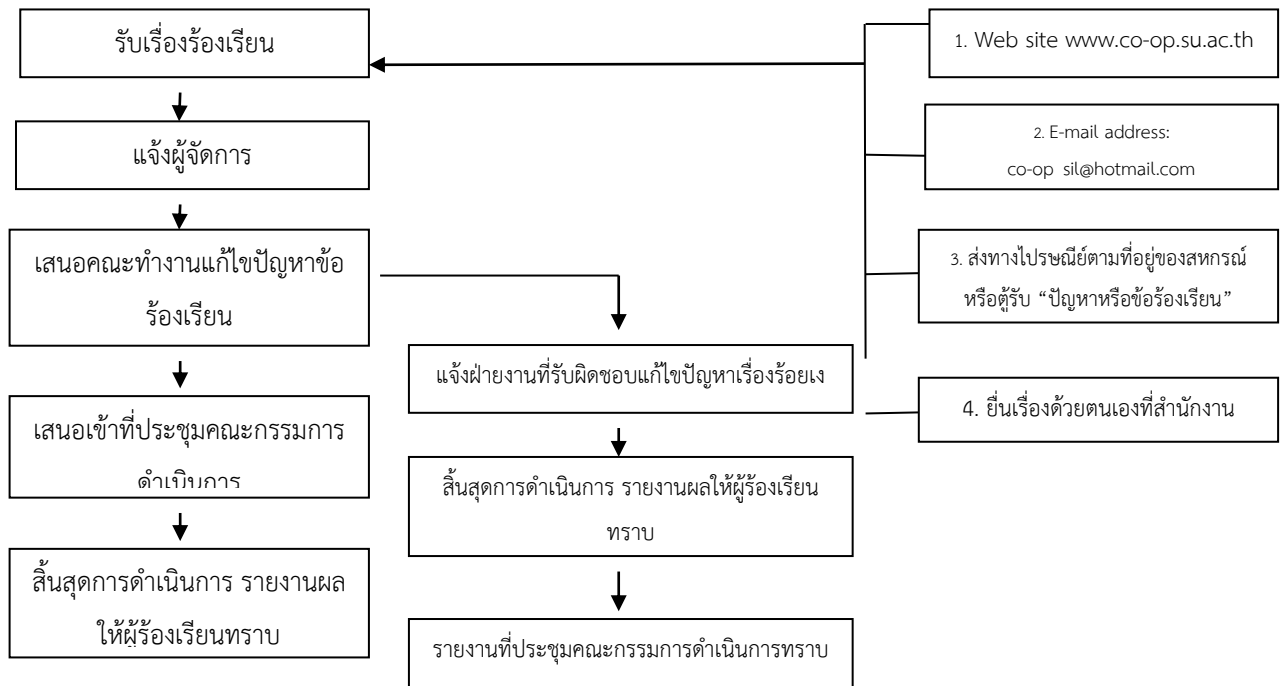 รับเรื่องร้องเรียน
แจ้งผู้จัดการ
เสนอคณะทำงานแก้ไขปัญหาข้อ
ร้องเรียน
เสนอเข้าที่ประชุมคณะกรรมการ
ดำเนินการ
สิ้นสุดการดำเนินการ รายงานผล
ให้ผู้ร้องเรียนทราบ
แจ้งฝ่ายงานที่รับผิดชอบแก้ไขปัญหาเรื่องร้อยเง
สิ้นสุดการดำเนินการ รายงานผลให้ผู้ร้องเรียน
ทราบ
รายงานที่ประชุมคณะกรรมการดำเนินการทราบ
1. Web site www.co-op.su.ac.th
2. E-mail address:
co-op sil@hotmail.com
3. ส่งทางไปรษณีย์ตามที่อยู่ของสหกรณ์
หรือตู้รับ “ปัญหาหรือข้อร้องเรียน”
4. ยื่นเรื่องด้วยตนเองที่สำนักงาน